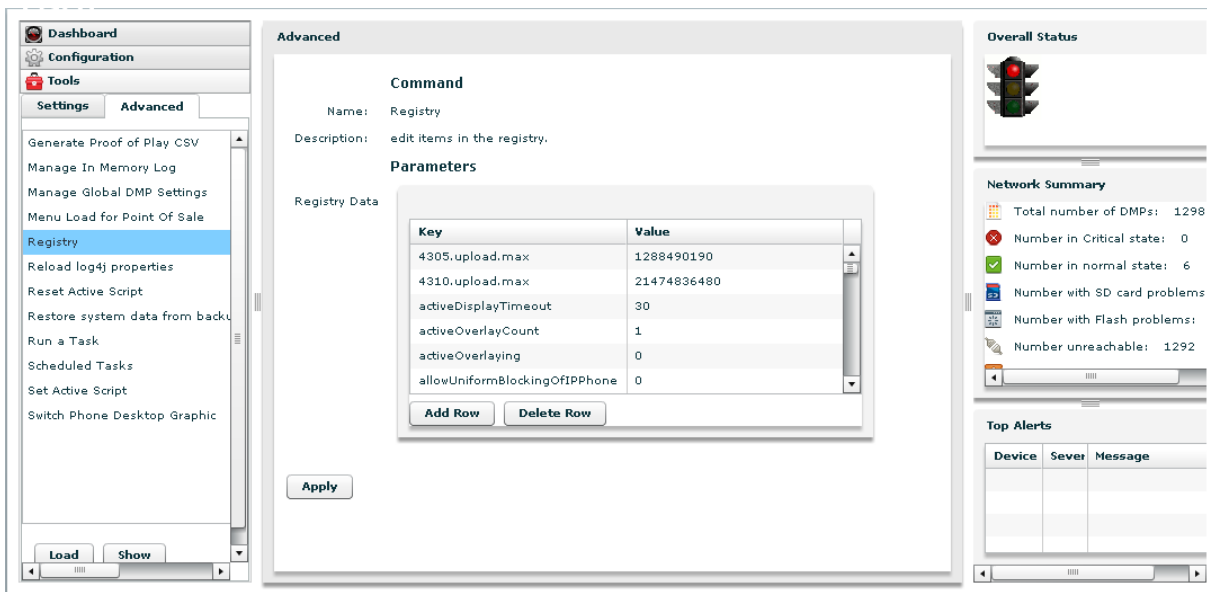 Dashboard
Configuration
Tools
Settings Advanced
Generate Proof of Play CSV
Manage In Memory Log
Manage Global DMP Settings
Menu Load for Point Of Sale
Registry
Reload log4j properties
Reset Active Script
Restore system data from backu
Run a Task
Scheduled Tasks
Set Active Script
Switch Phone Desktop Graphic
Load Show
Advanced
Command
Name: Registry
Description: edit items in the registry.
Parameters
Registry Data
Key Value
4305.upload.max 1288490190
4310.upload.max 21474836480
activeDisplayTimeout 30
activeOverlayCount 1
activeOverlaying 0
allowUniformBlockingOfIPPhone 0
Add Row Delete Row
Apply
Overall Status
Network Summary
Total number of DMPs: 1298
Number in Critical state: 0
Number in normal state: 6
Number with SD card problems
Number with Flash problems:
Number unreachable: 1292
Top Alerts
Device Sever Message